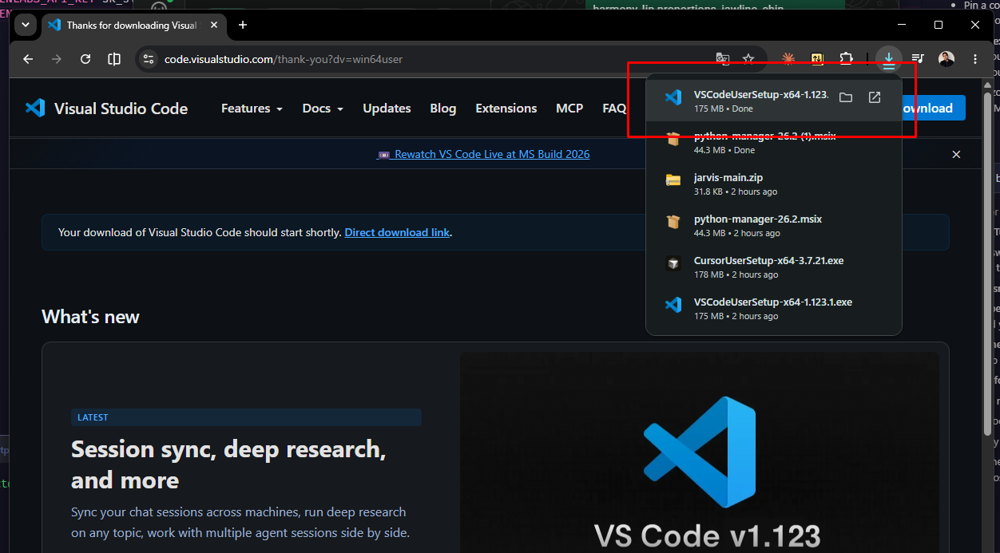 harmony, lip proportions, jawline, chin
Pin a co
Thanks for downloading Visual
code.visualstudio.com/thank-you?dv=win64user
Visual Studio Code
Features
Docs
Updates
Blog
Extensions
MCP
FAQ
ownload
VSCodeUserSetup-x64-1.123.
175 MB • Done
python-manager-26.2 (1).msix
44.3 MB • Done
jarvis-main.zip
31.8 KB • 2 hours ago
python-manager-26.2.msix
44.3 MB • 2 hours ago
CursorUserSetup-x64-3.7.21.exe
178 MB • 2 hours ago
VSCodeUserSetup-x64-1.123.1.exe
175 MB • 2 hours ago
Rewatch VS Code Live at MS Build 2026
Your download of Visual Studio Code should start shortly. Direct download link.
What's new
LATEST
Session sync, deep research,
and more
Sync your chat sessions across machines, run deep research
on any topic, work with multiple agent sessions side by side.
VS Code v1.123